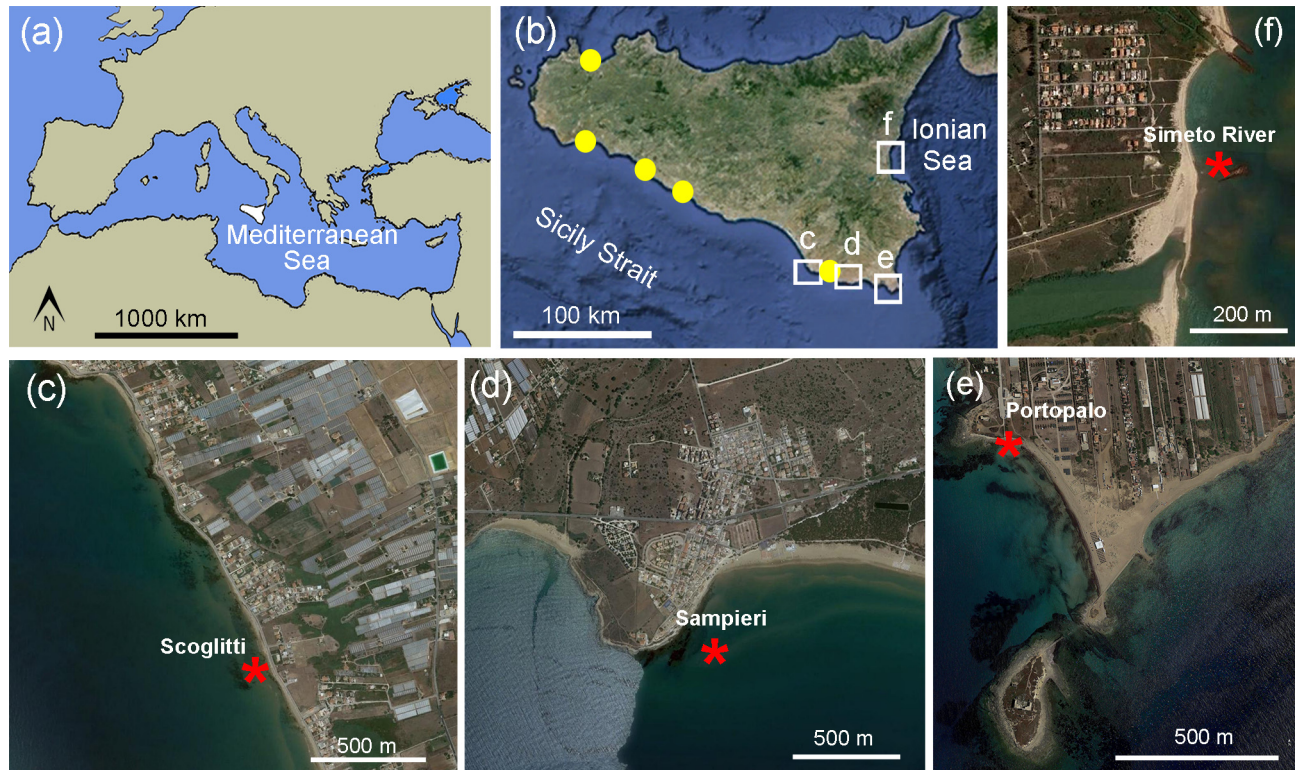 (a)
Mediterranean
Sea
N
1000 km
(b)
f
Ionian
Sea
Sicily Strait
c
d
e
100 km
(f)
Simeto River
*
200 m
(c)
Scoglitti
*
500 m
(d)
Sampieri
*
500 m
(e)
Portopalo
*
500 m